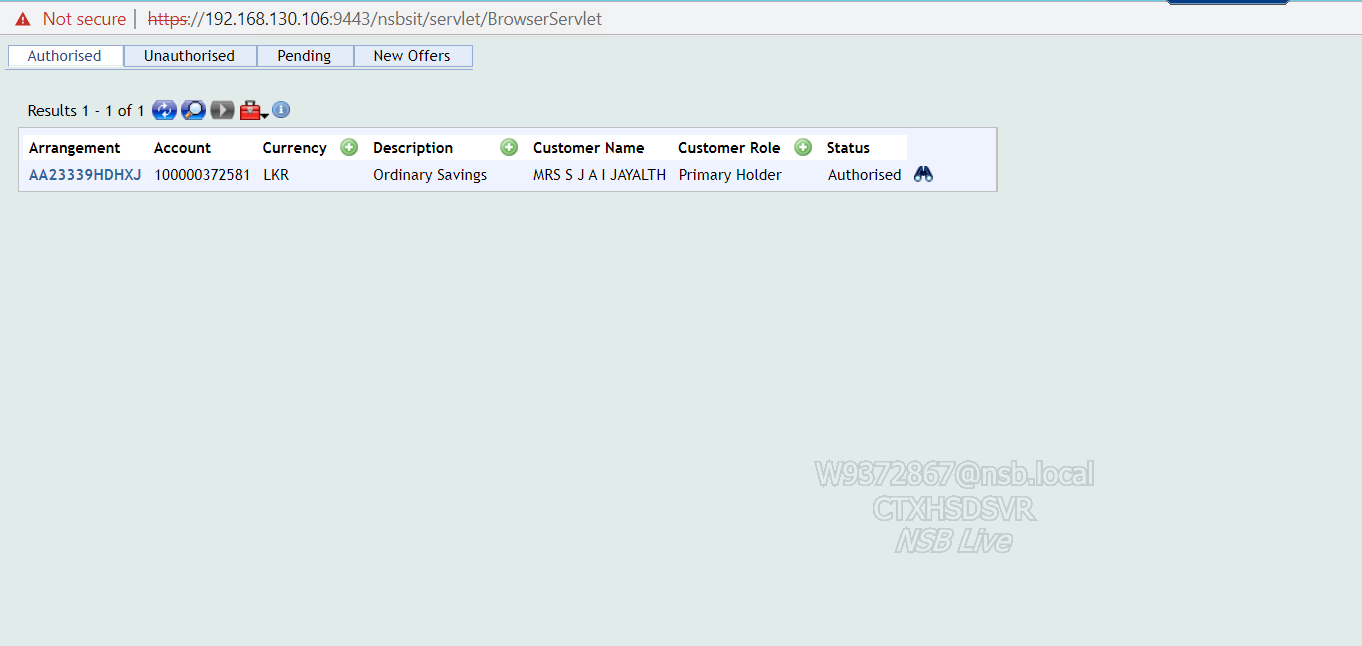 Not secure | https://192.168.130.106:9443/nsbsit/servlet/BrowserServlet
Authorised Unauthorised Pending New Offers
Results 1 - 1 of 1
Arrangement Account Currency Description Customer Name Customer Role Status
AA23339HDHXJ 100000372581 LKR Ordinary Savings MRS S J A I JAYALTH Primary Holder Authorised
W9372867@nsb.local
CTXHSDSVR
NSB Live